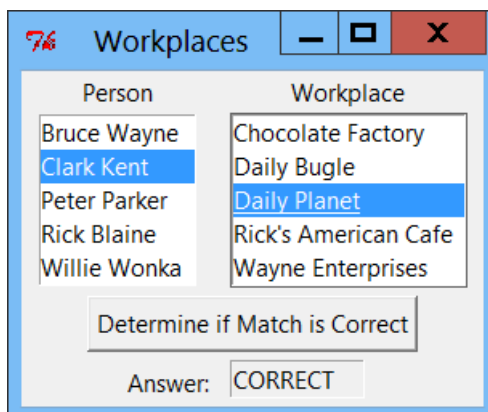 Workplaces
Person Workplace
Bruce Wayne Chocolate Factory
Clark Kent Daily Bugle
Peter Parker Daily Planet
Rick Blaine Rick's American Cafe
Willie Wonka Wayne Enterprises
Determine if Match is Correct
Answer: CORRECT